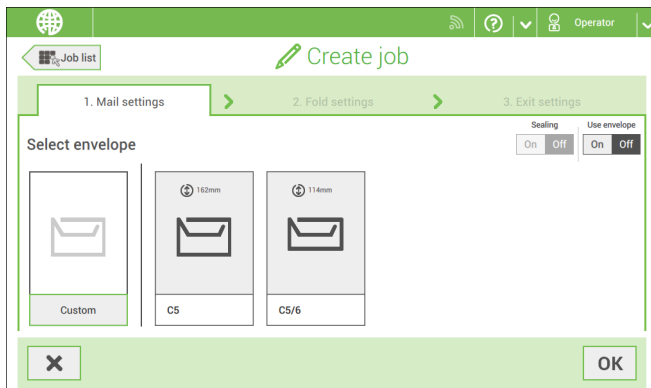 Operator
Job list
Create job
1. Mail settings
2. Fold settings
3. Exit settings
Select envelope
Sealing
On Off
Use envelope
On Off
162mm
114mm
Custom
C5
C5/6
OK